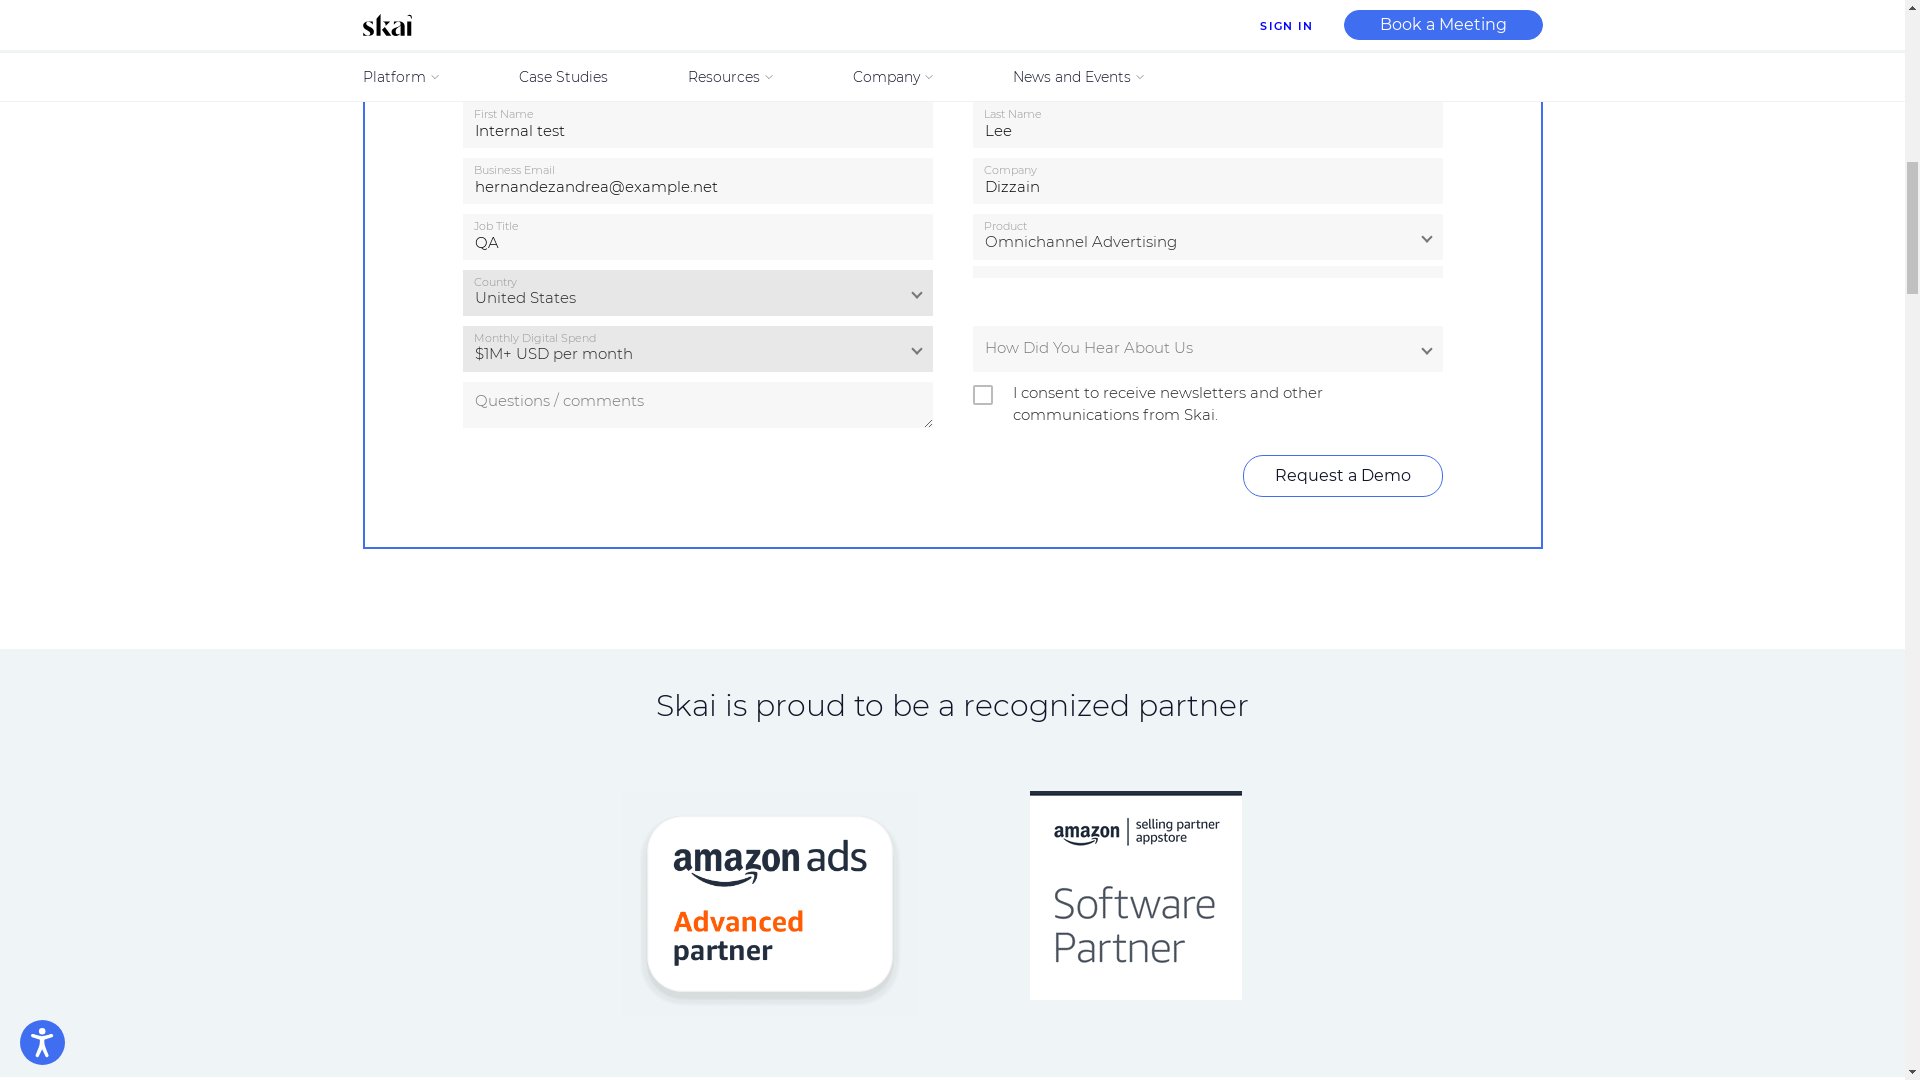 skai
SIGN IN
Book a Meeting
Platform
Case Studies
Resources
Company
News and Events
First Name
Internal test
Last Name
Lee
Business Email
hernandezandrea@example.net
Company
Dizzain
Job Title
QA
Product
Omnichannel Advertising
Country
United States
Monthly Digital Spend
$1M+ USD per month
How Did You Hear About Us
Questions / comments
I consent to receive newsletters and other
communications from Skai.
Request a Demo
Skai is proud to be a recognized partner
amazon ads
Advanced
partner
amazon
selling partner
appstore
Software
Partner